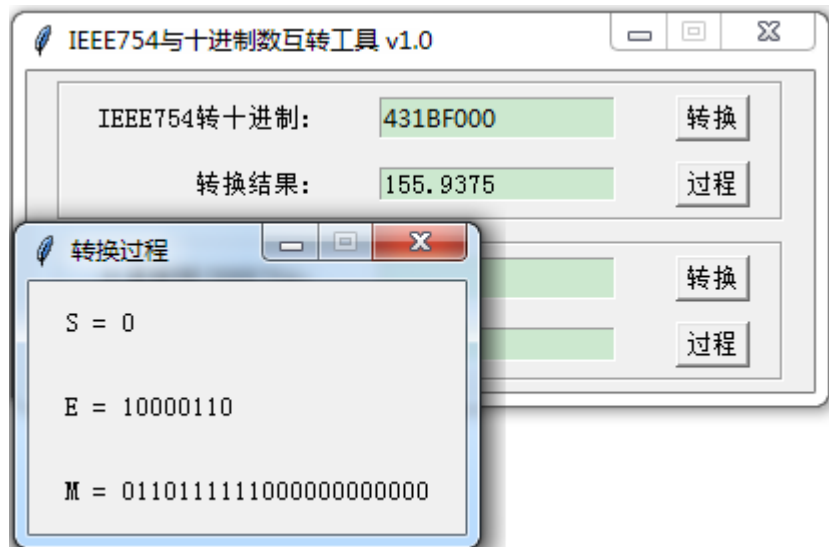 IEEE754与十进制数互转工具 v1.0
IEEE754转十进制: 431BF000 转换
转换结果: 155.9375 过程
转换过程
转换
S = 0
过程
E = 10000110
M = 01101111110000000000000